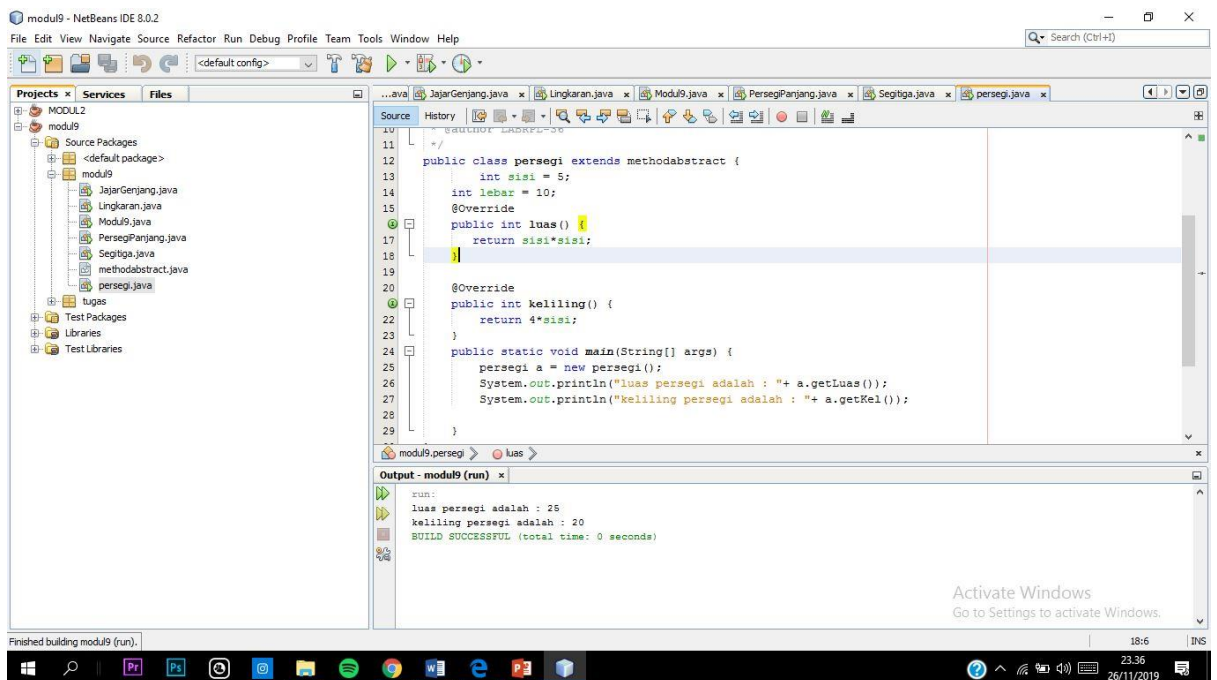 modul9 - NetBeans IDE 8.0.2
File Edit View Navigate Source Refactor Run Debug Profile Team Tools Window Help
Search (Ctrl+I)
<default config>
Projects Services Files
...ava JajarGenjang.java Lingkaran.java Modul9.java PersegiPanjang.java Segitiga.java persegi.java
MODUL2
modul9
Source Packages
<default package>
modul9
JajarGenjang.java
Lingkaran.java
Modul9.java
PersegiPanjang.java
Segitiga.java
methodabstract.java
persegi.java
tugas
Test Packages
Libraries
Test Libraries
Source History
10 * @author LABRPL-36
11 */
12 public class persegi extends methodabstract {
13 int sisi = 5;
14 int lebar = 10;
15 @Override
public int luas() {
17 return sisi*sisi;
18 }
19
20 @Override
public int keliling() {
22 return 4*sisi;
23 }
24 public static void main(String[] args) {
25 persegi a = new persegi();
26 System.out.println("luas persegi adalah : "+ a.getLuas());
27 System.out.println("keliling persegi adalah : "+ a.getKel());
28
29 }
modul9.persegi luas
Output - modul9 (run)
run:
luas persegi adalah : 25
keliling persegi adalah : 20
BUILD SUCCESSFUL (total time: 0 seconds)
Activate Windows
Go to Settings to activate Windows.
Finished building modul9 (run).
18:6 INS
23.36
26/11/2019